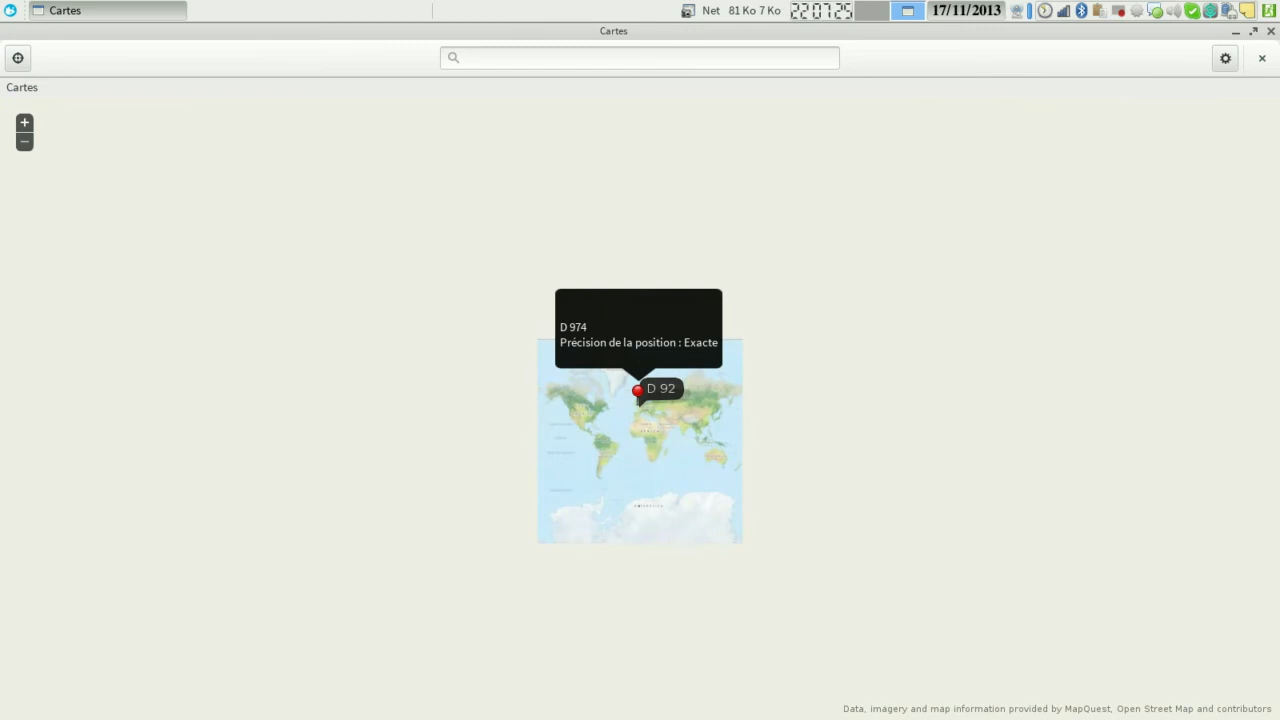 Cartes
Net 81 Ko 7 Ko
22:07:25
17/11/2013
Cartes
Cartes
+
−
D 974
Précision de la position : Exacte
D 92
Data, imagery and map information provided by MapQuest, Open Street Map and contributors